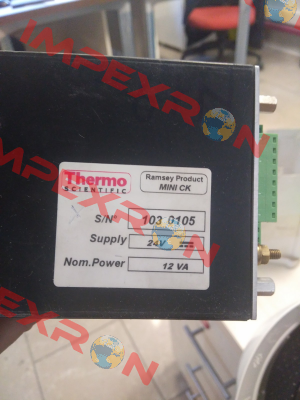 IMPEXRON
Thermo
SCIENTIFIC
Ramsey Product
MINI CK
S/N
103 0105
Supply
24V
Nom.Power
12 VA
IMPEXRON
IMPEXRON